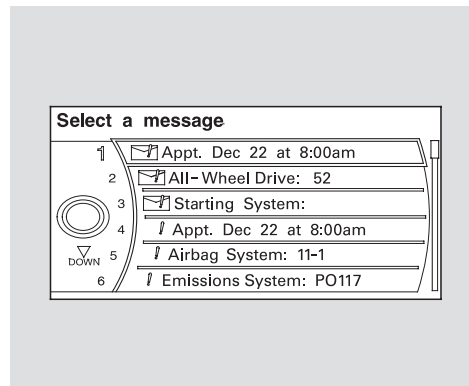 Select a message
1 Appt. Dec 22 at 8:00am
2 All-Wheel Drive: 52
3 Starting System:
4 ! Appt. Dec 22 at 8:00am
DOWN 5 ! Airbag System: 11-1
6 ! Emissions System: PO117